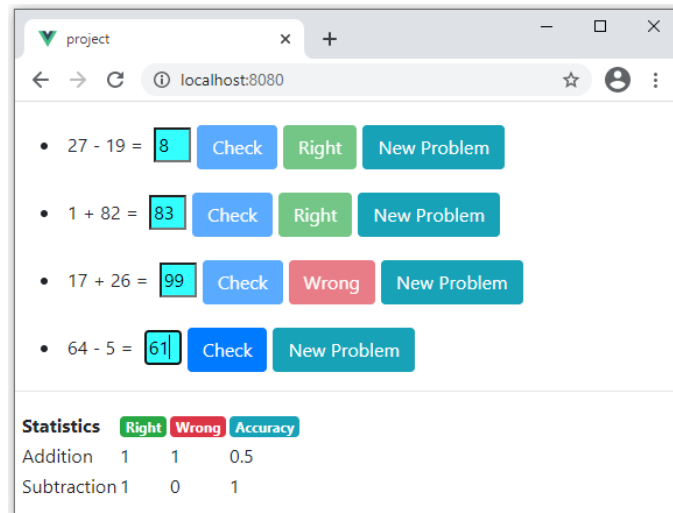 project
localhost:8080
27 - 19 = 8 Check Right New Problem
1 + 82 = 83 Check Right New Problem
17 + 26 = 99 Check Wrong New Problem
64 - 5 = 61 Check New Problem
Statistics Right Wrong Accuracy
Addition 1 1 0.5
Subtraction 1 0 1